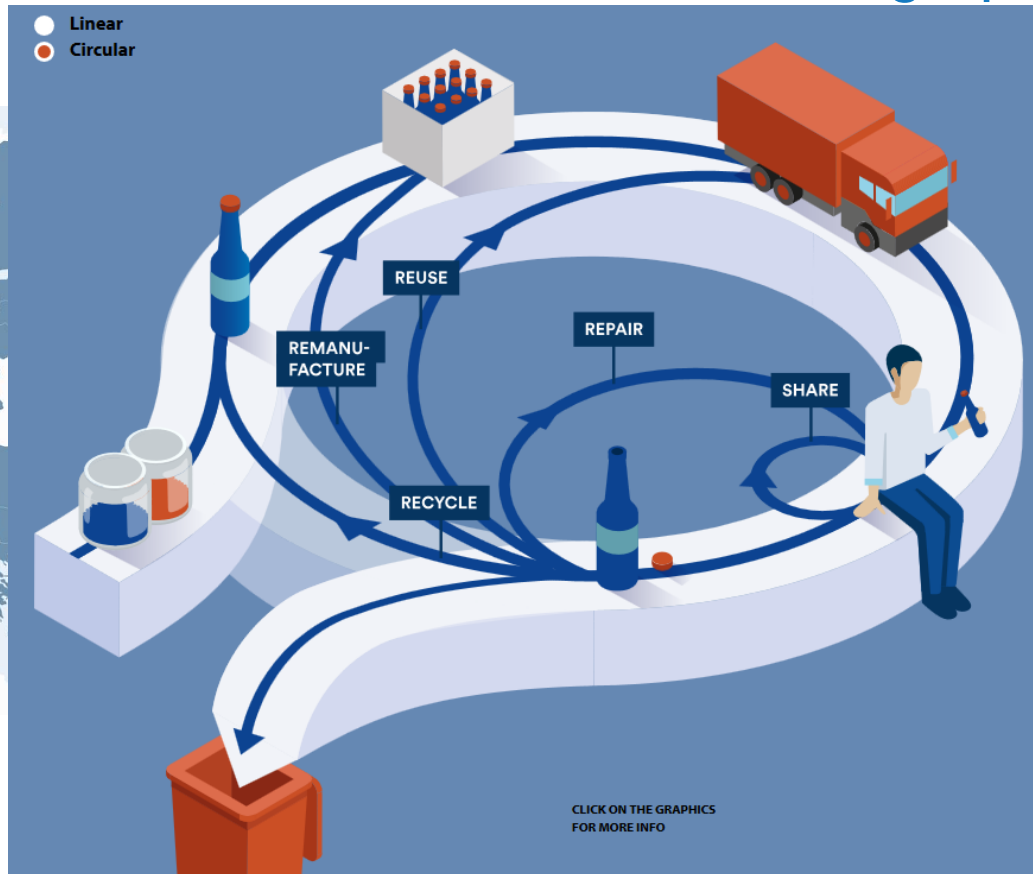 Linear
Circular
REUSE
REPAIR
REMANU-
FACTURE
SHARE
RECYCLE
CLICK ON THE GRAPHICS
FOR MORE INFO